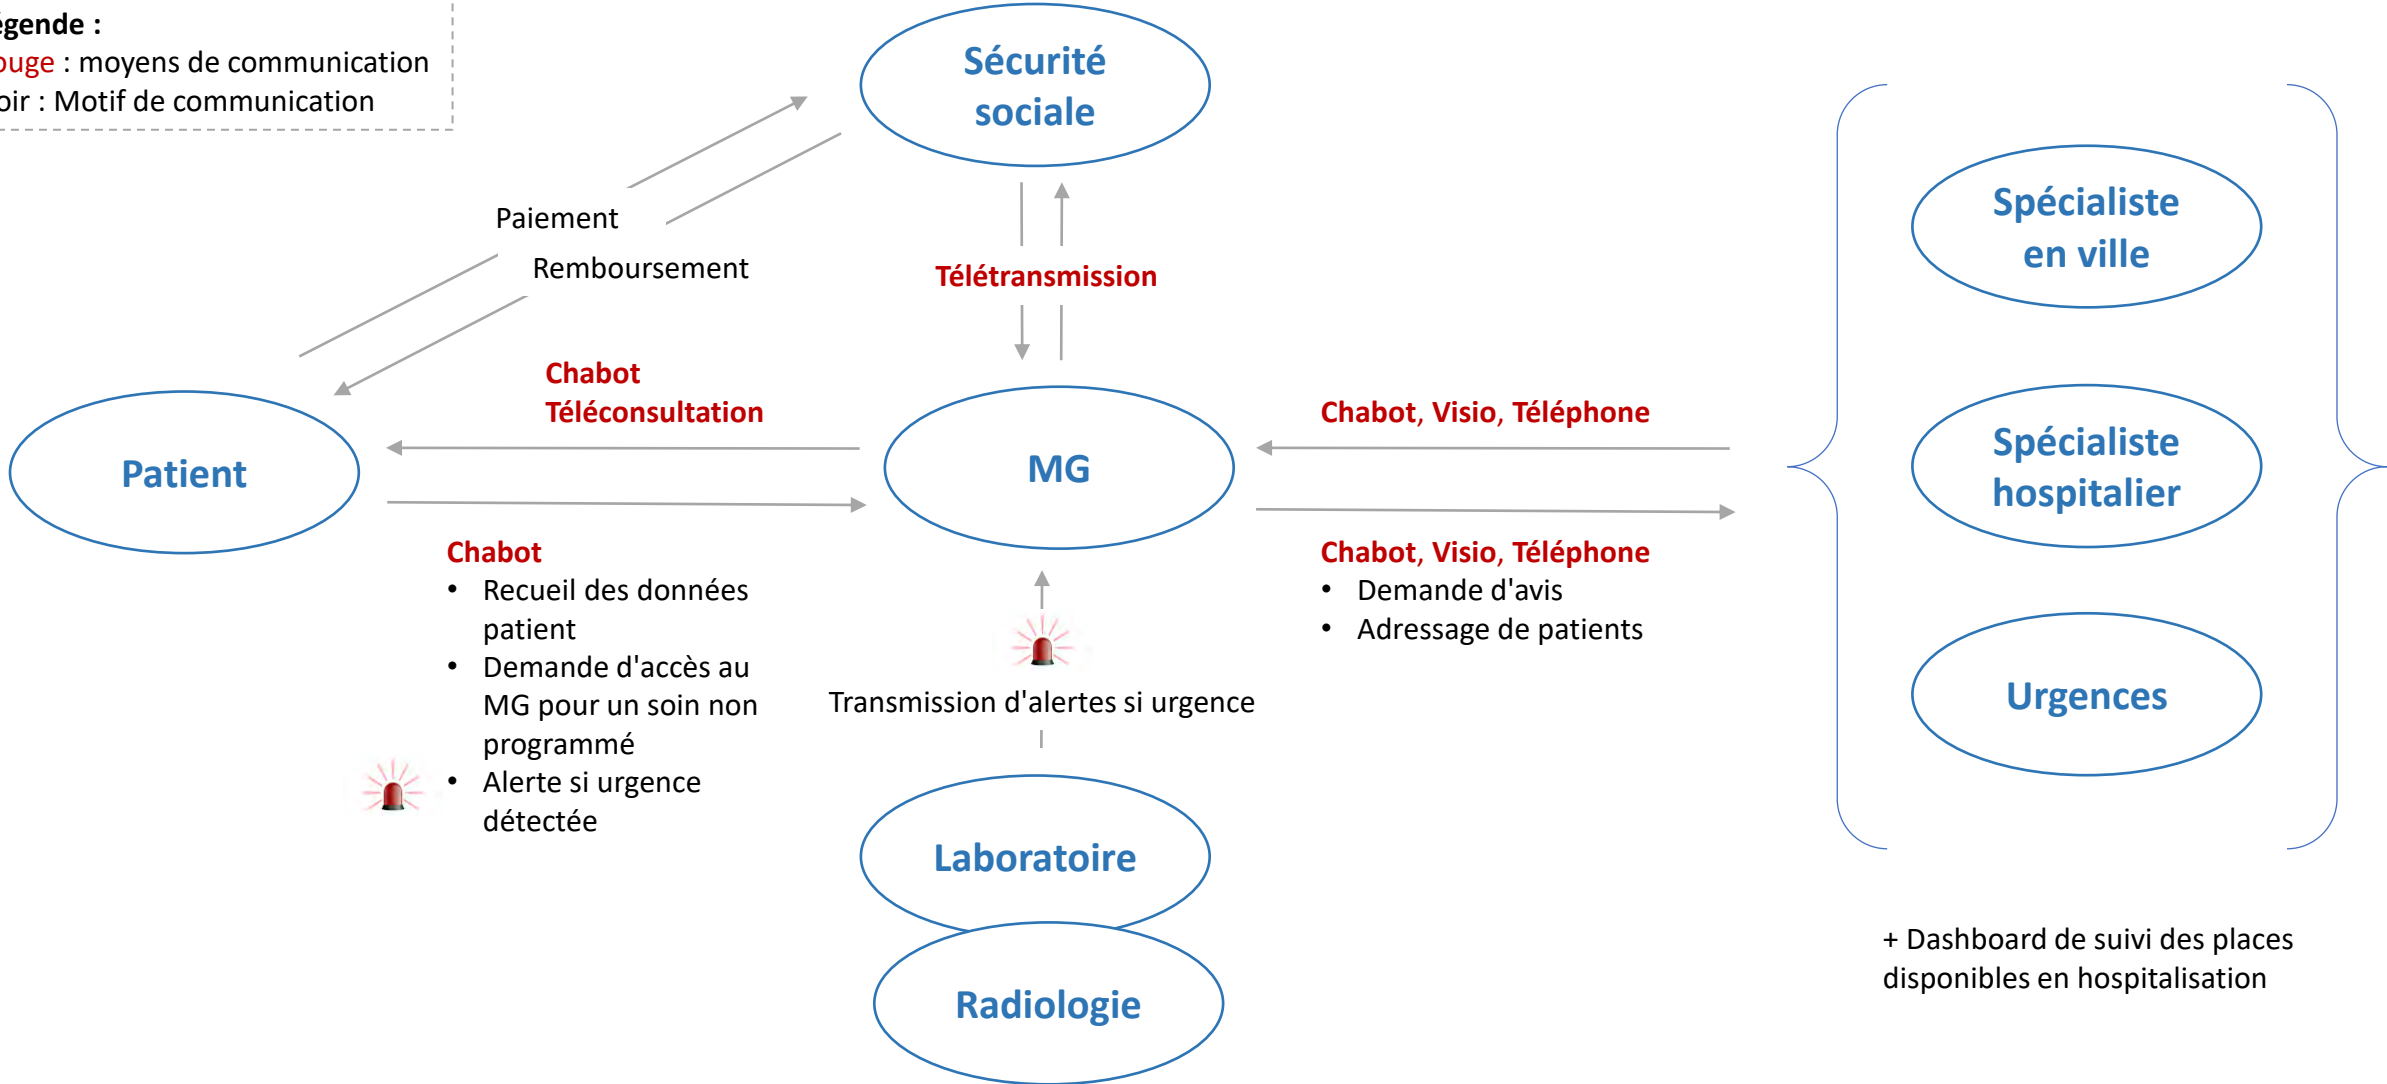 égende :
ouge : moyens de communication
oir : Motif de communication
Sécurité
sociale
Paiement
Remboursement
Télétransmission
Chabot
Téléconsultation
Patient
MG
Chabot, Visio, Téléphone
Chabot
• Recueil des données
patient
• Demande d'accès au
MG pour un soin non
programmé
• Alerte si urgence
détectée
Transmission d'alertes si urgence
Chabot, Visio, Téléphone
• Demande d'avis
• Adressage de patients
Laboratoire
Radiologie
Spécialiste
en ville
Spécialiste
hospitalier
Urgences
+ Dashboard de suivi des places
disponibles en hospitalisation